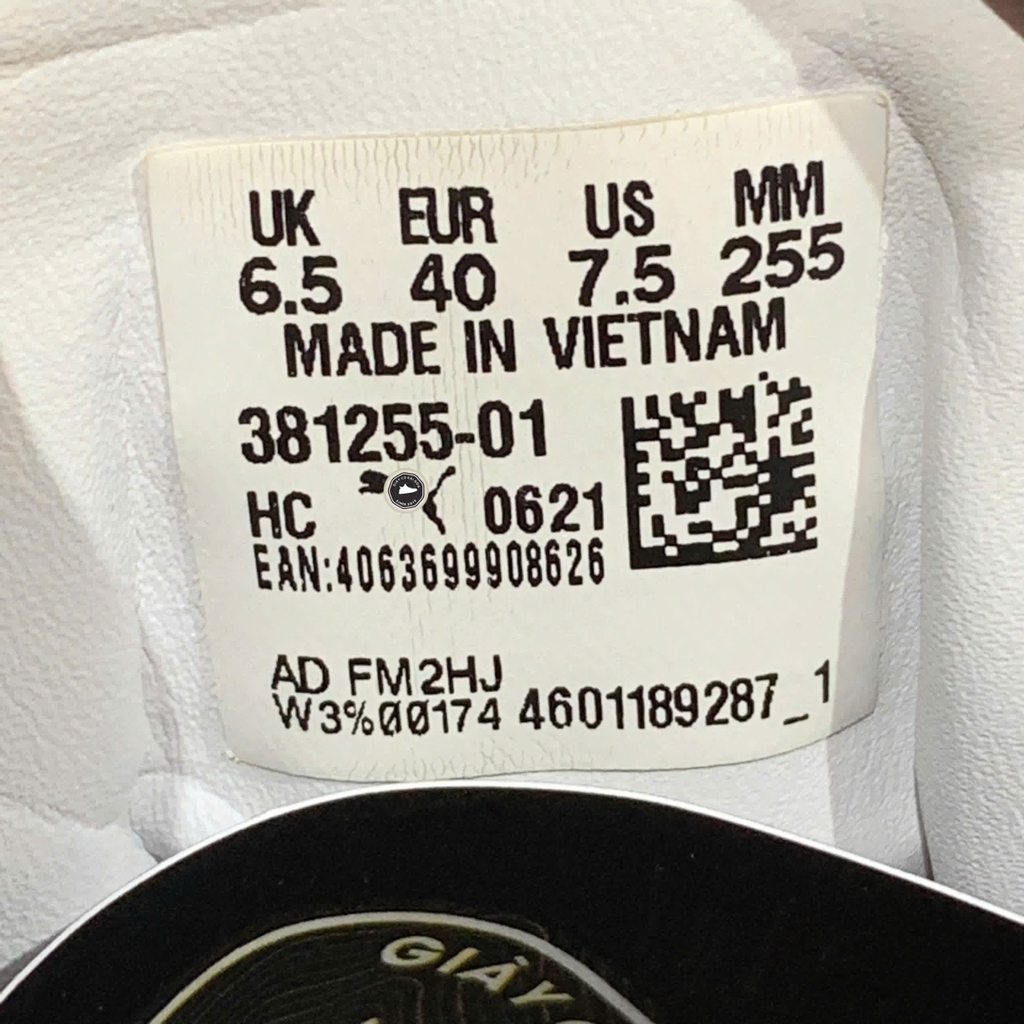 UK EUR US MM
6.5 40 7.5 255
MADE IN VIETNAM
381255-01
HC 0621
EAN:4063699908626
AD FM2HJ
W3%00174 4601189287_1
GIÀY